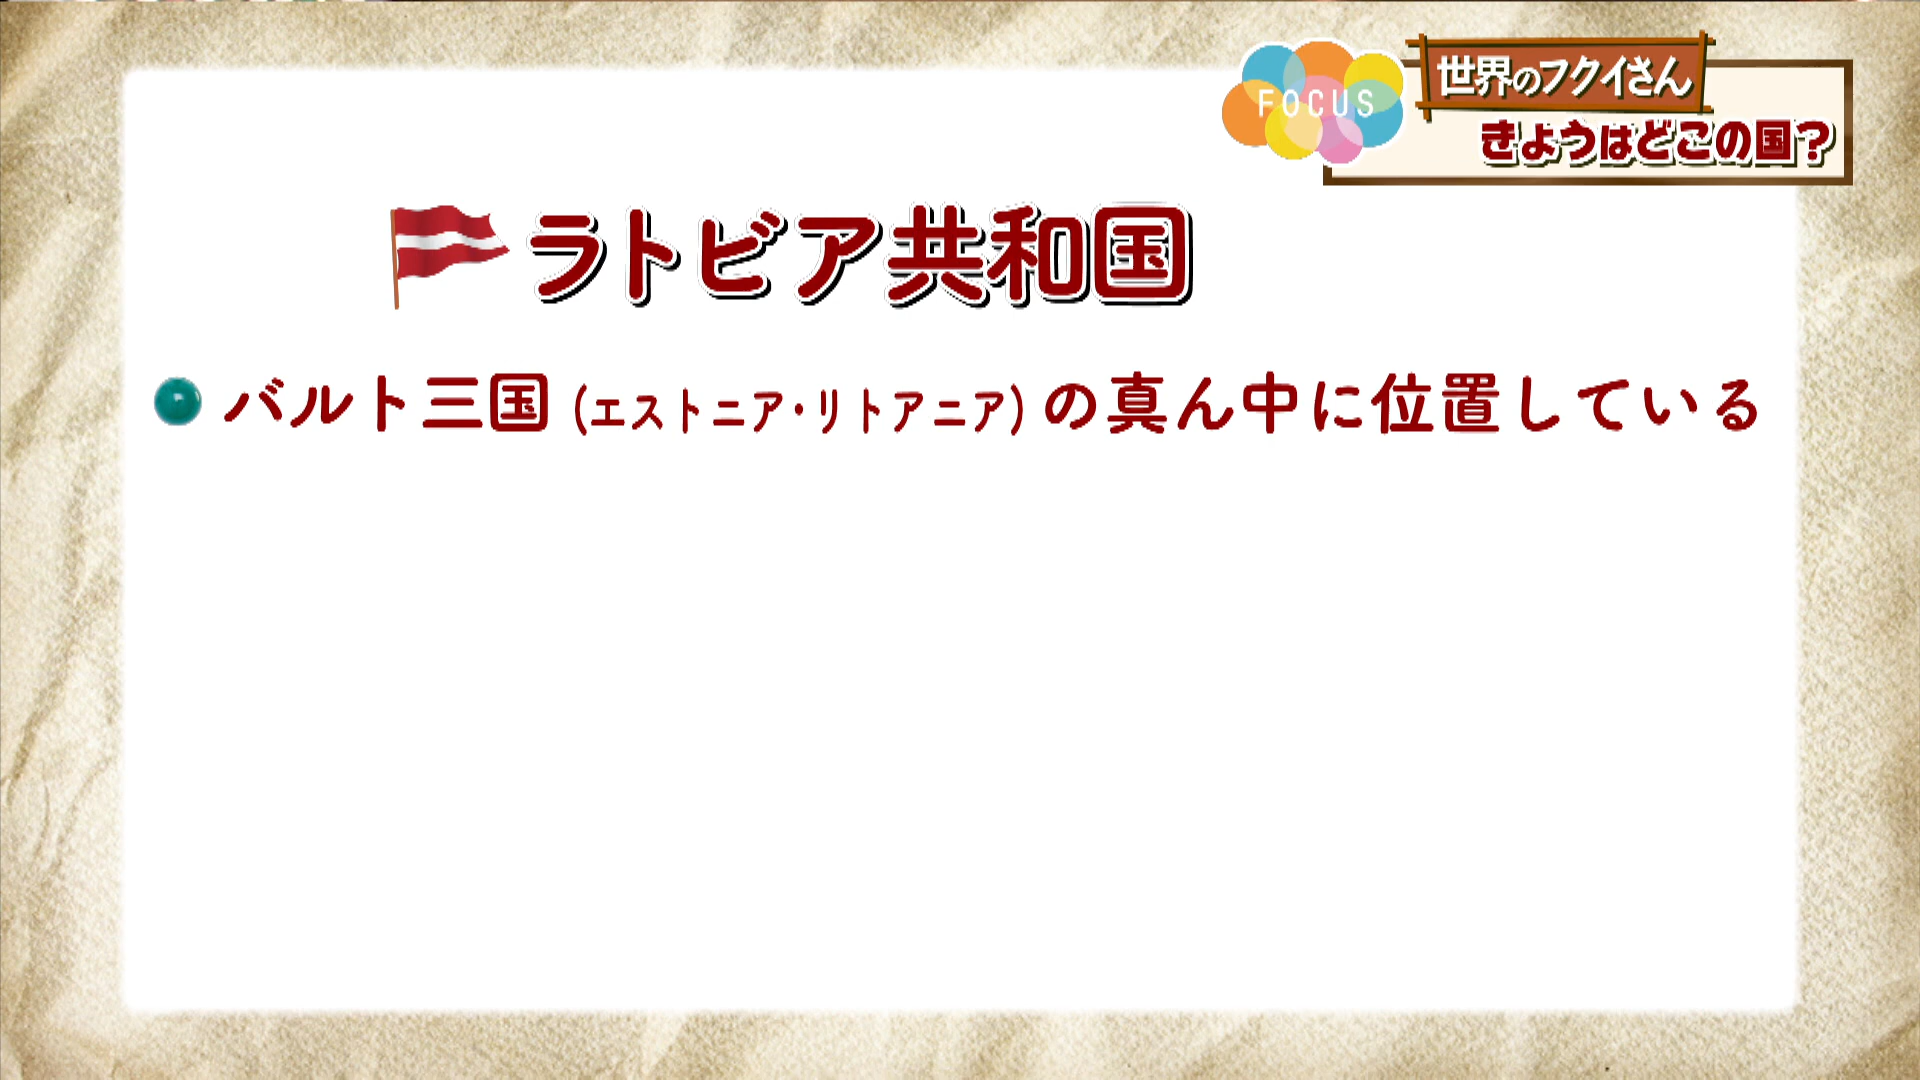 FOCUS
世界のフクイさん
きょうはどこの国？
ラトビア共和国
バルト三国(エストニア・リトアニア)の真ん中に位置している